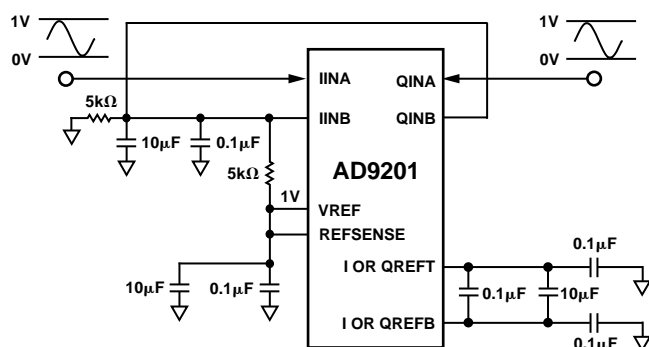 1V
0V
1V
0V
IINA
QINA
5kΩ
IINB
QINB
10µF
0.1µF
5kΩ
AD9201
1V
VREF
REFSENSE
0.1µF
I OR QREFT
10µF
0.1µF
0.1µF
10µF
I OR QREFB
0.1µF